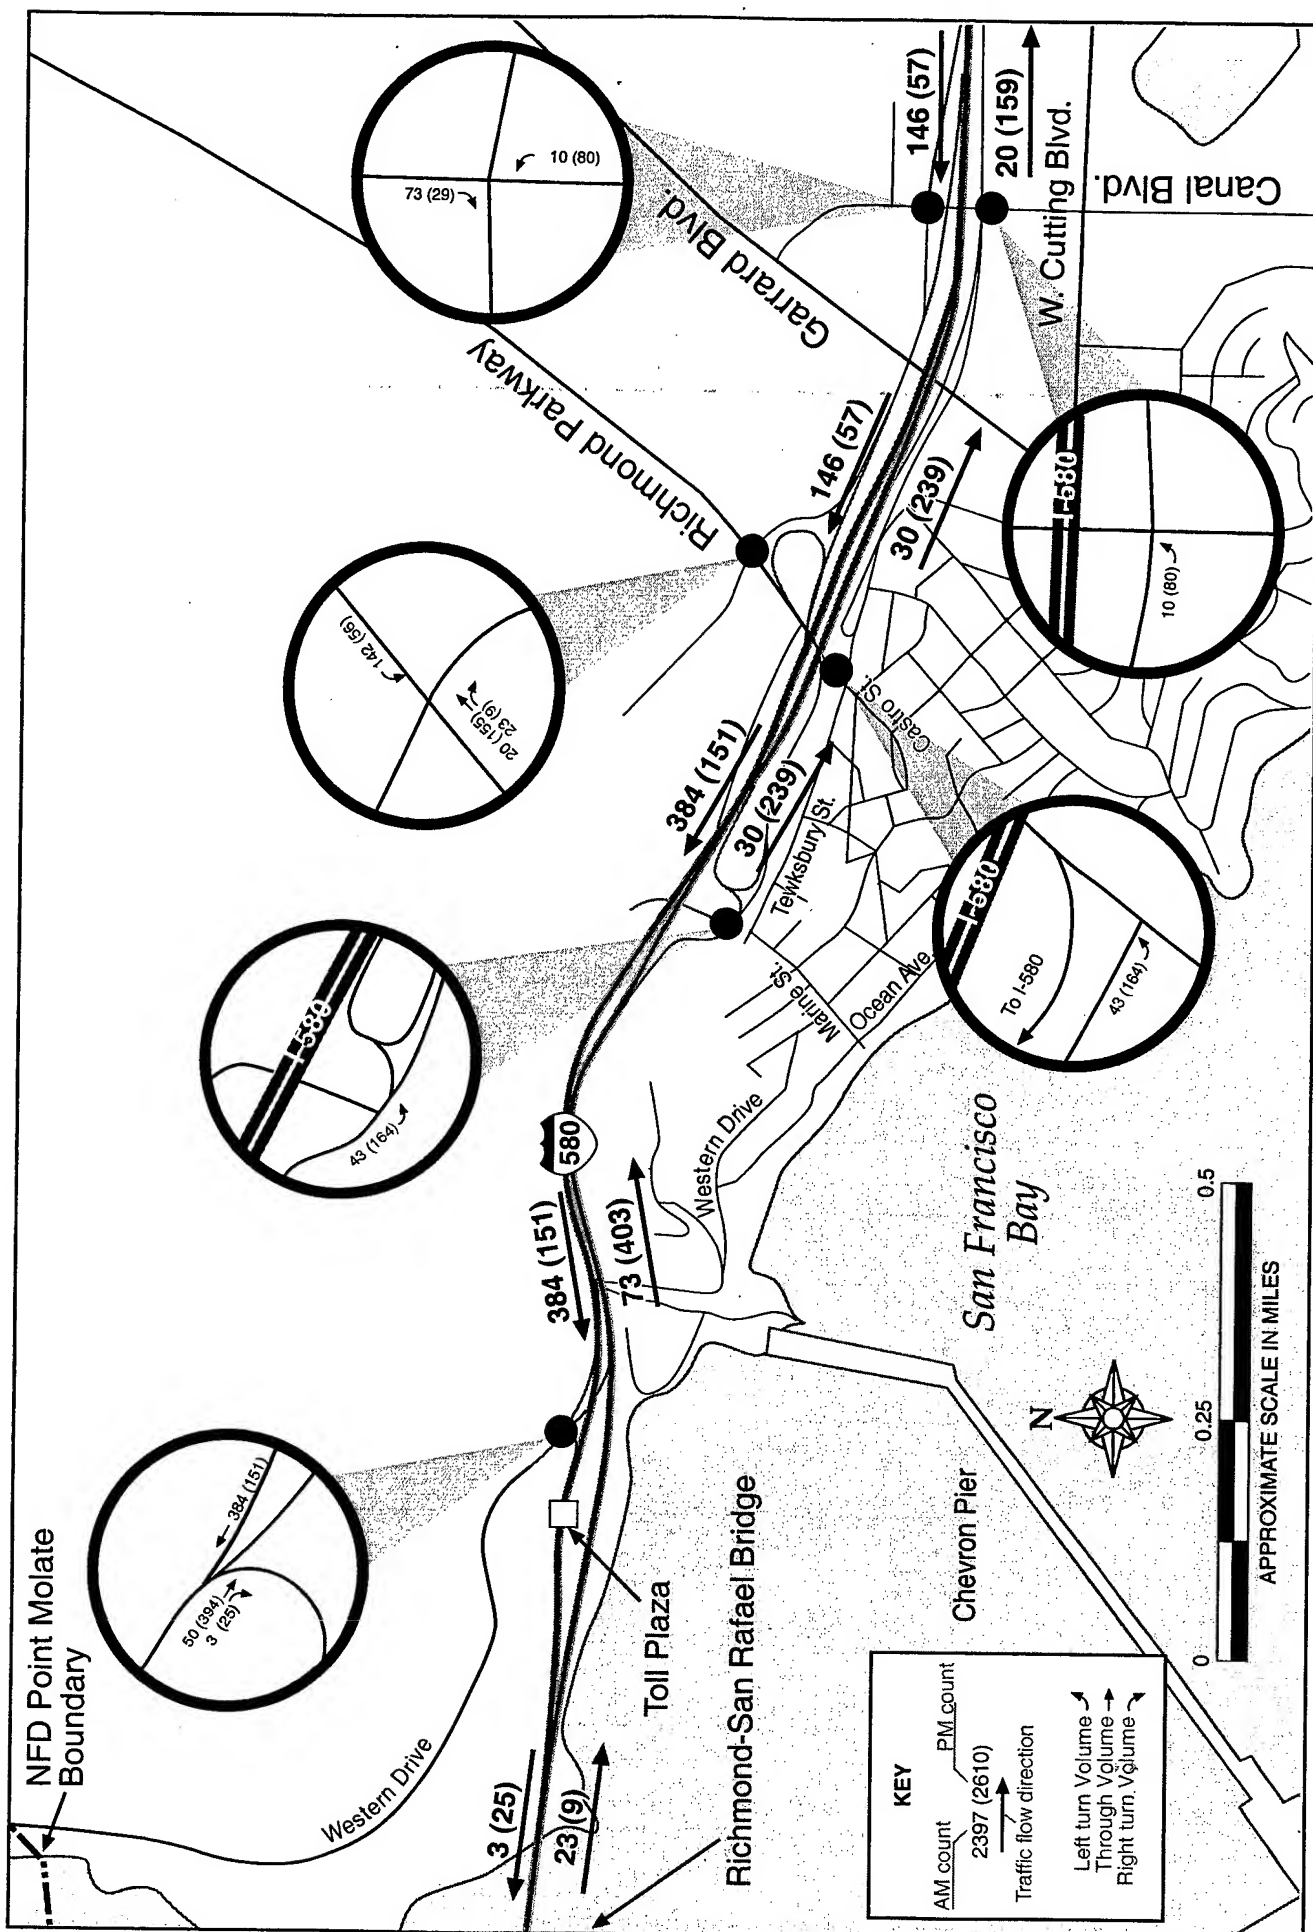 NFD Point Molate
Boundary
Western Drive
3 (25)
23 (9)
Toll Plaza
Richmond-San Rafael Bridge
50 (394)
3 (25)
384 (151)
384 (151)
73 (403)
580
I-580
43 (164)
Western Drive
Marine St.
Ocean Ave.
Tewksbury St.
Castro St.
384 (151)
30 (239)
142 (56)
20 (155)
23 (9)
Richmond Parkway
Garrard Blvd.
146 (57)
30 (239)
73 (29)
10 (80)
146 (57)
20 (159)
W. Cutting Blvd.
Canal Blvd.
I-580
10 (80)
I-580
To I-580
43 (164)
San Francisco
Bay
Chevron Pier
N
0
0.25
0.5
APPROXIMATE SCALE IN MILES
KEY
AM count
PM count
2397 (2610)
Traffic flow direction
Left turn Volume
Through Volume
Right turn Volume